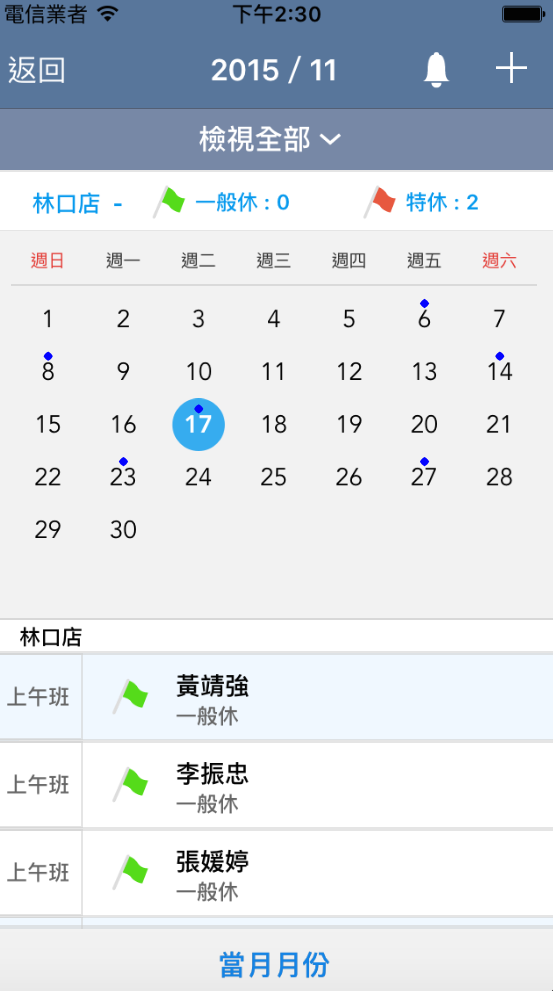 電信業者 下午2:30
返回 2015 / 11
檢視全部
林口店 - 一般休 : 0 特休 : 2
週日 週一 週二 週三 週四 週五 週六
1 2 3 4 5 6 7
8 9 10 11 12 13 14
15 16 17 18 19 20 21
22 23 24 25 26 27 28
29 30
林口店
上午班 黃靖強
一般休
上午班 李振忠
一般休
上午班 張媛婷
一般休
當月月份